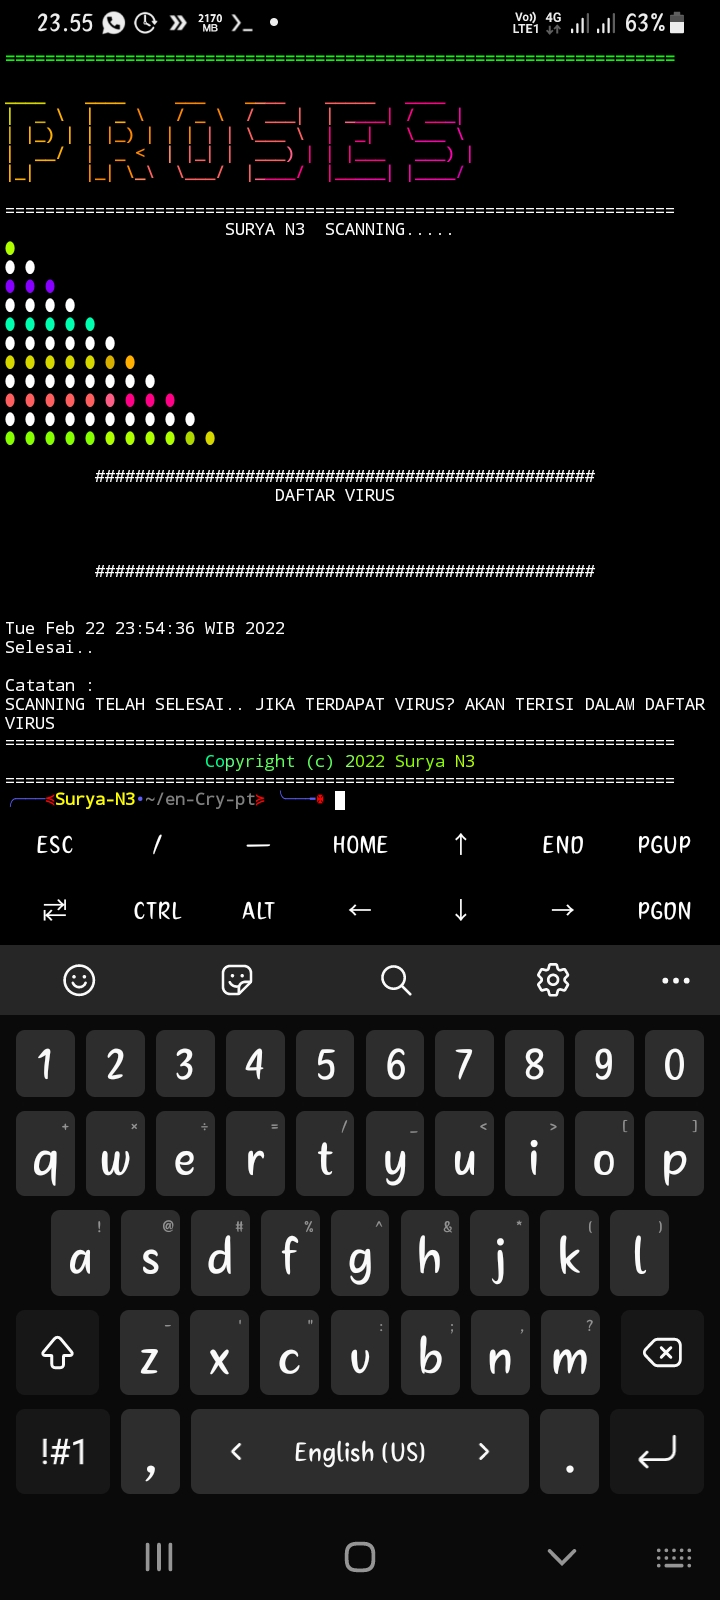 23.55 2170 MB Vo)) LTE1 4G 63%
===================================================================
PROSES
===================================================================
SURYA N3 SCANNING.....
##################################################
DAFTAR VIRUS
##################################################
Tue Feb 22 23:54:36 WIB 2022
Selesai..
Catatan :
SCANNING TELAH SELESAI.. JIKA TERDAPAT VIRUS? AKAN TERISI DALAM DAFTAR
VIRUS
===================================================================
Copyright (c) 2022 Surya N3
===================================================================
Surya-N3•~/en-Cry-pt
ESC / — HOME ↑ END PGUP
CTRL ALT ← ↓ → PGDN
1 2 3 4 5 6 7 8 9 0
+ × ÷ = / _ < > [ ]
q w e r t y u i o p
! @ # % ^ & * ( )
a s d f g h j k l
- ' " : ; , ?
z x c v b n m
!#1 , < English (US) > .